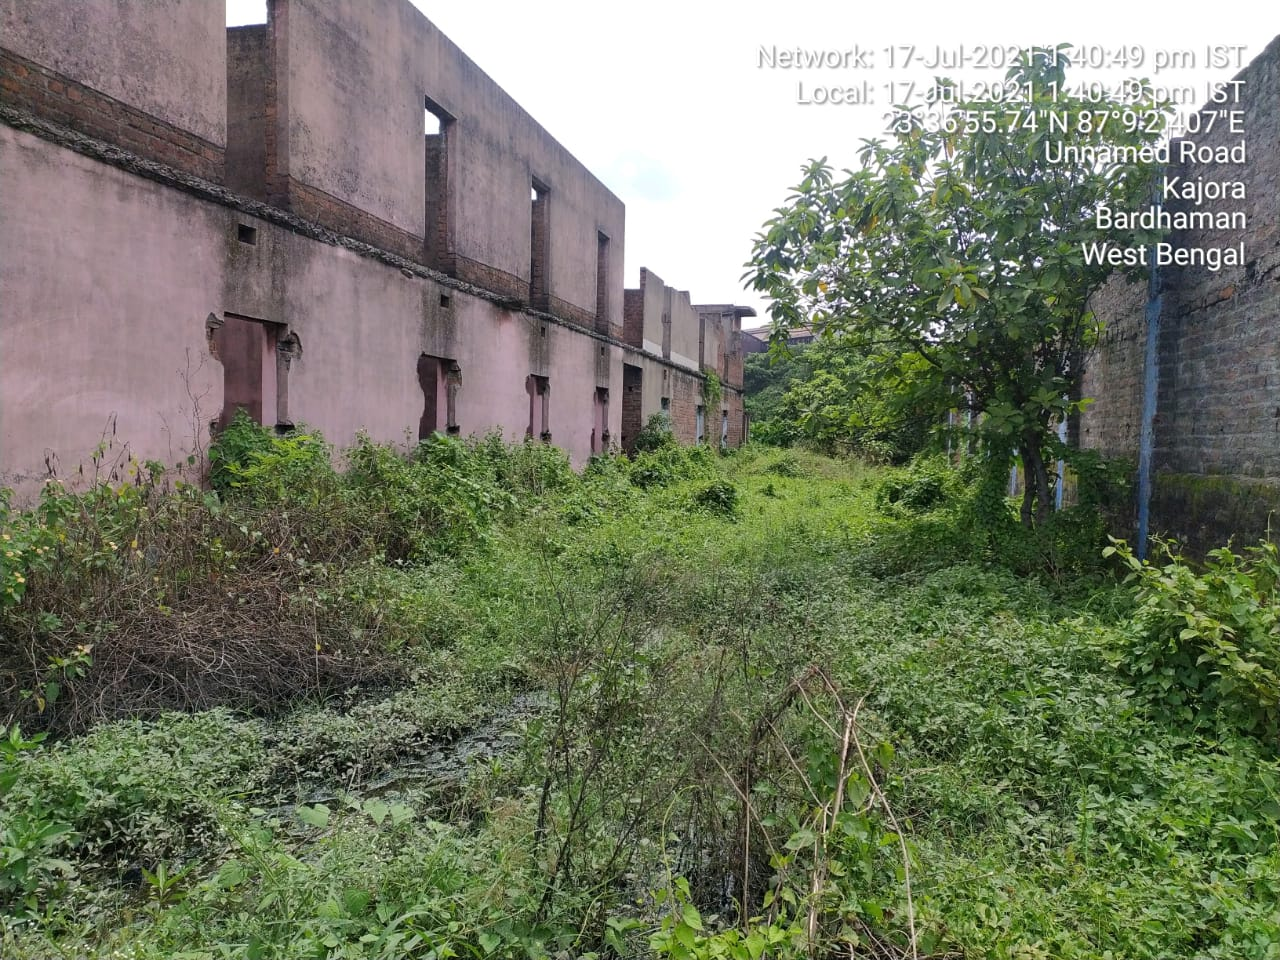 Network: 17-Jul-2021 1:40:49 pm IST
Local: 17-Jul-2021 1:40:49 pm IST
23°36'55.74"N 87°9'2.407"E
Unnamed Road
Kajora
Bardhaman
West Bengal